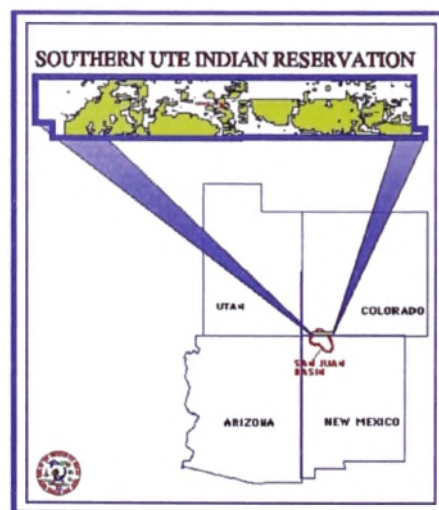 SOUTHERN UTE INDIAN RESERVATION
UTAH
COLORADO
SAN JUAN
BASIN
ARIZONA
NEW MEXICO